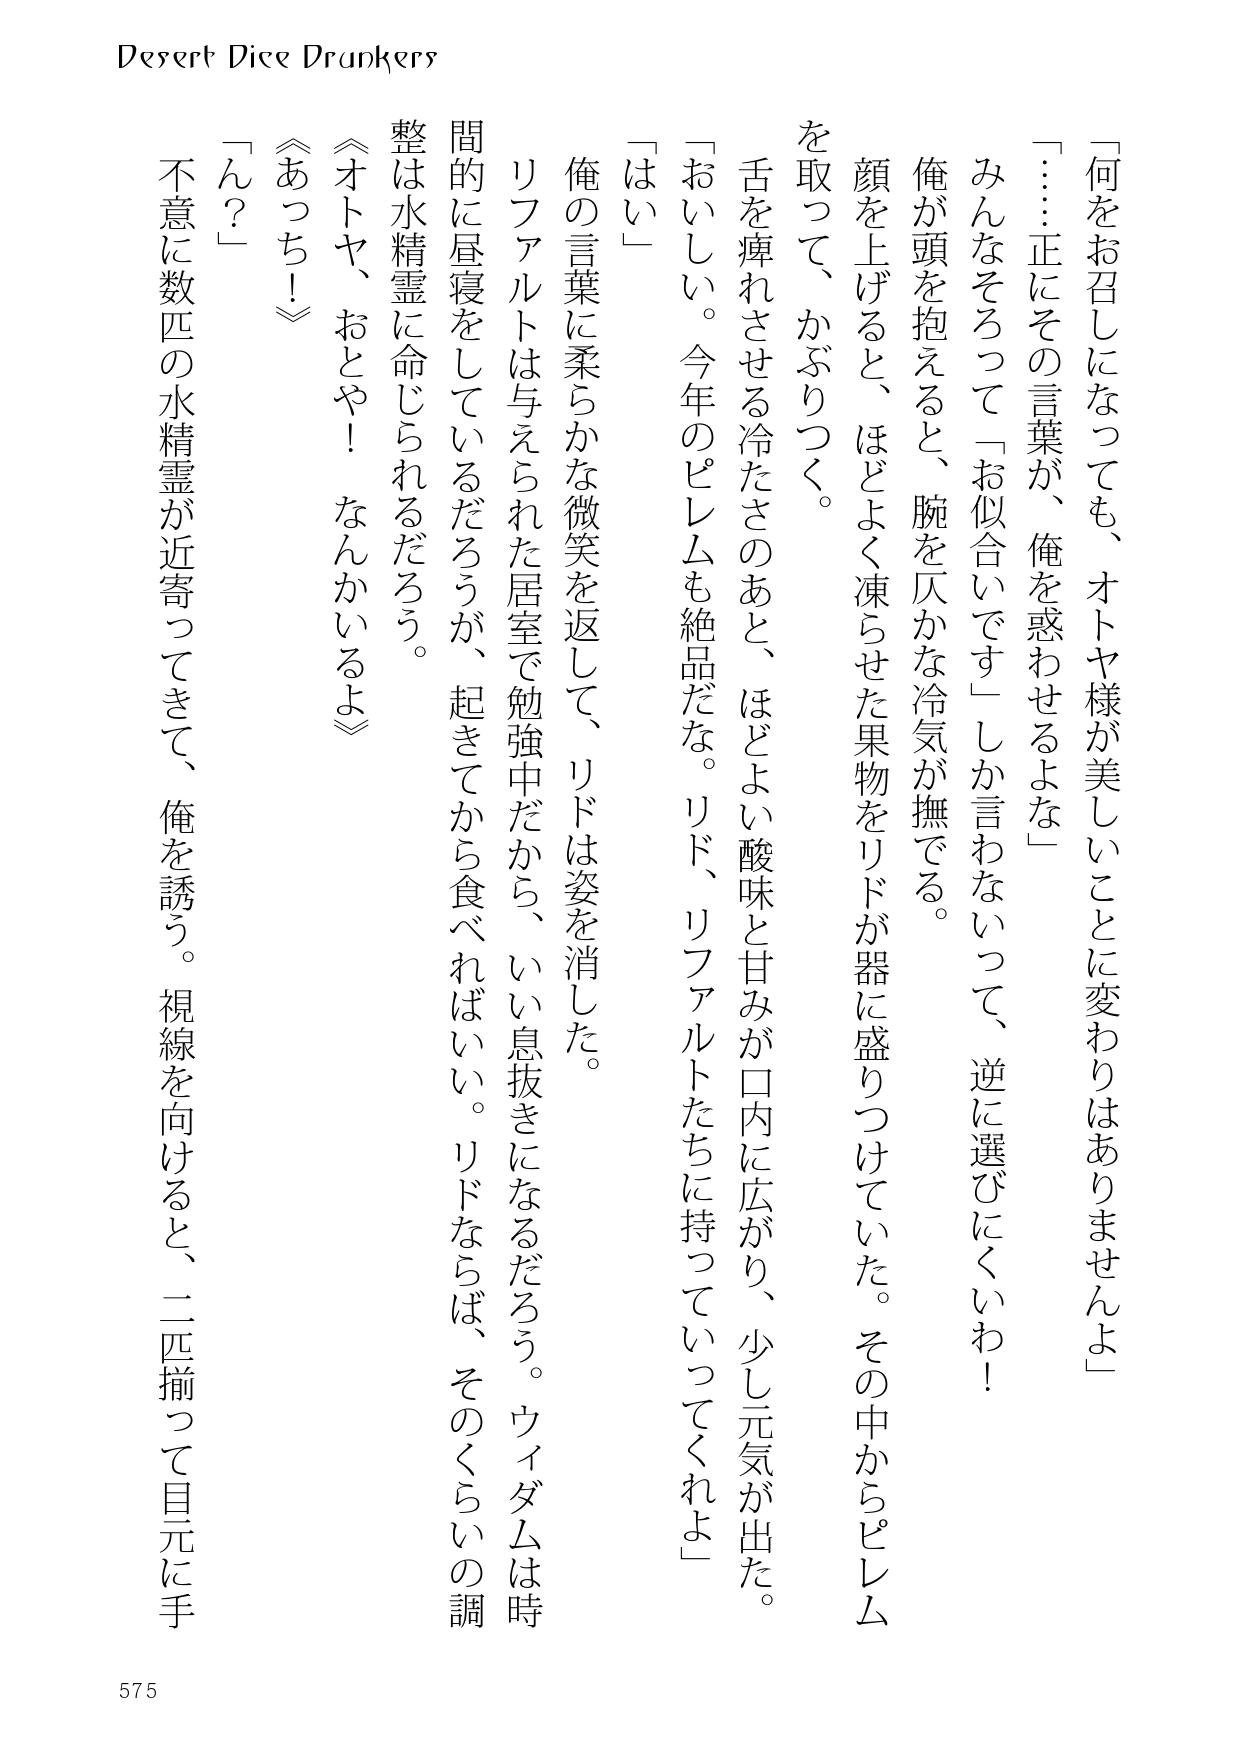 Desert Dice Drunkers
「何をお召しになっても、オトヤ様が美しいことに変わりはありませんよ」
「……正にその言葉が、俺を惑わせるよな」
みんなそろって「お似合いです」しか言わないって、逆に選びにくいわ！
俺が頭を抱えると、腕を仄かな冷気が撫でる。
顔を上げると、ほどよく凍らせた果物をリドが器に盛りつけていた。その中からピレム
を取って、かぶりつく。
舌を痺れさせる冷たさのあと、ほどよい酸味と甘みが口内に広がり、少し元気が出た。
「おいしい。今年のピレムも絶品だな。リド、リファルトたちに持っていってくれよ」
「はい」
俺の言葉に柔らかな微笑を返して、リドは姿を消した。
リファルトは与えられた居室で勉強中だから、いい息抜きになるだろう。ウィダムは時
間的に昼寝をしているだろうが、起きてから食べればいい。リドならば、そのくらいの調
整は水精霊に命じられるだろう。
《オトヤ、おとや！　なんかいるよ》
《あっち！》
「ん？」
不意に数匹の水精霊が近寄ってきて、俺を誘う。視線を向けると、二匹揃って目元に手
575